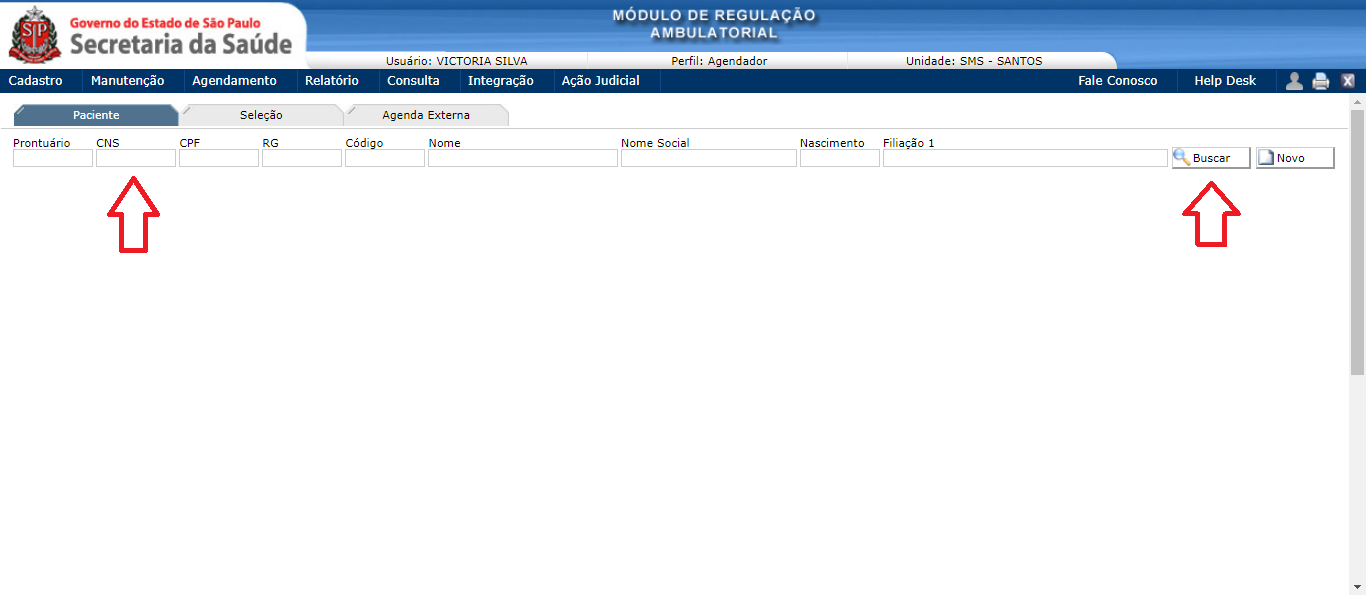 Governo do Estado de São Paulo
Secretaria da Saúde
SP
MÓDULO DE REGULAÇÃO
AMBULATORIAL
Usuário: VICTORIA SILVA Perfil: Agendador Unidade: SMS - SANTOS
Cadastro Manutenção Agendamento Relatório Consulta Integração Ação Judicial Fale Conosco Help Desk
Paciente Seleção Agenda Externa
Prontuário CNS CPF RG Código Nome Nome Social Nascimento Filiação 1
Buscar Novo